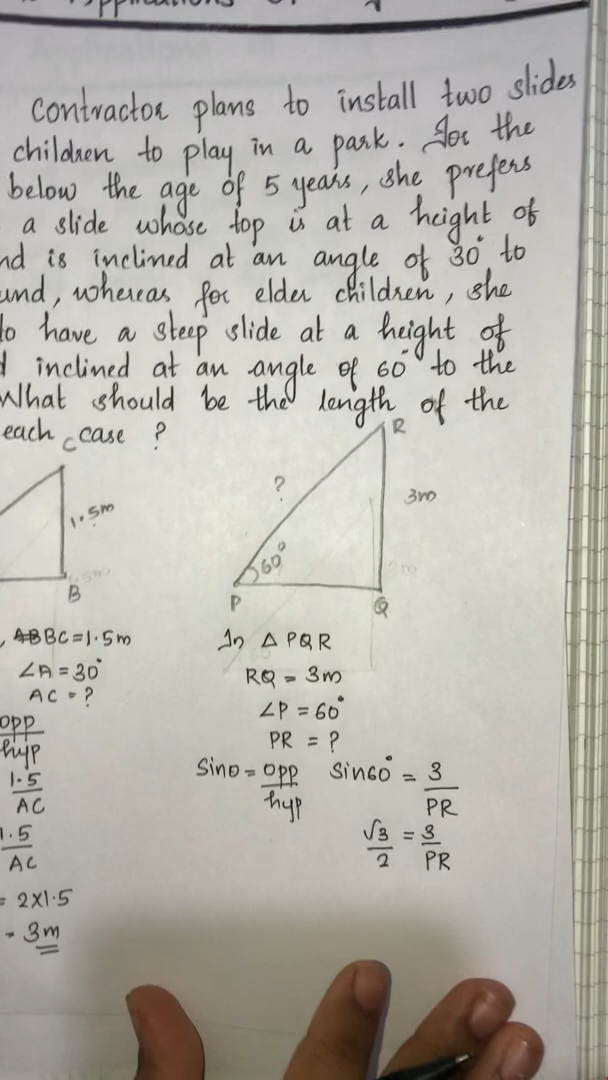 Contractor plans to install two slides
children to play in a park. For the
below the age of 5 years, she prefers
a slide whose top is at a height of
nd is inclined at an angle of 30° to
und, whereas for elder children, she
to have a steep slide at a height of
d inclined at an angle of 60° to the
What should be the length of the
each case ?
C
1.5m
B
R
?
3m
60°
P
Q
, AB BC = 1.5m
∠A = 30°
AC = ?
opp
hyp
1.5
AC
1.5
AC
= 2x1.5
= 3m
In △ PQR
RQ = 3m
∠P = 60°
PR = ?
Sinθ = opp/hyp Sin60° = 3/PR
√3/2 = 3/PR